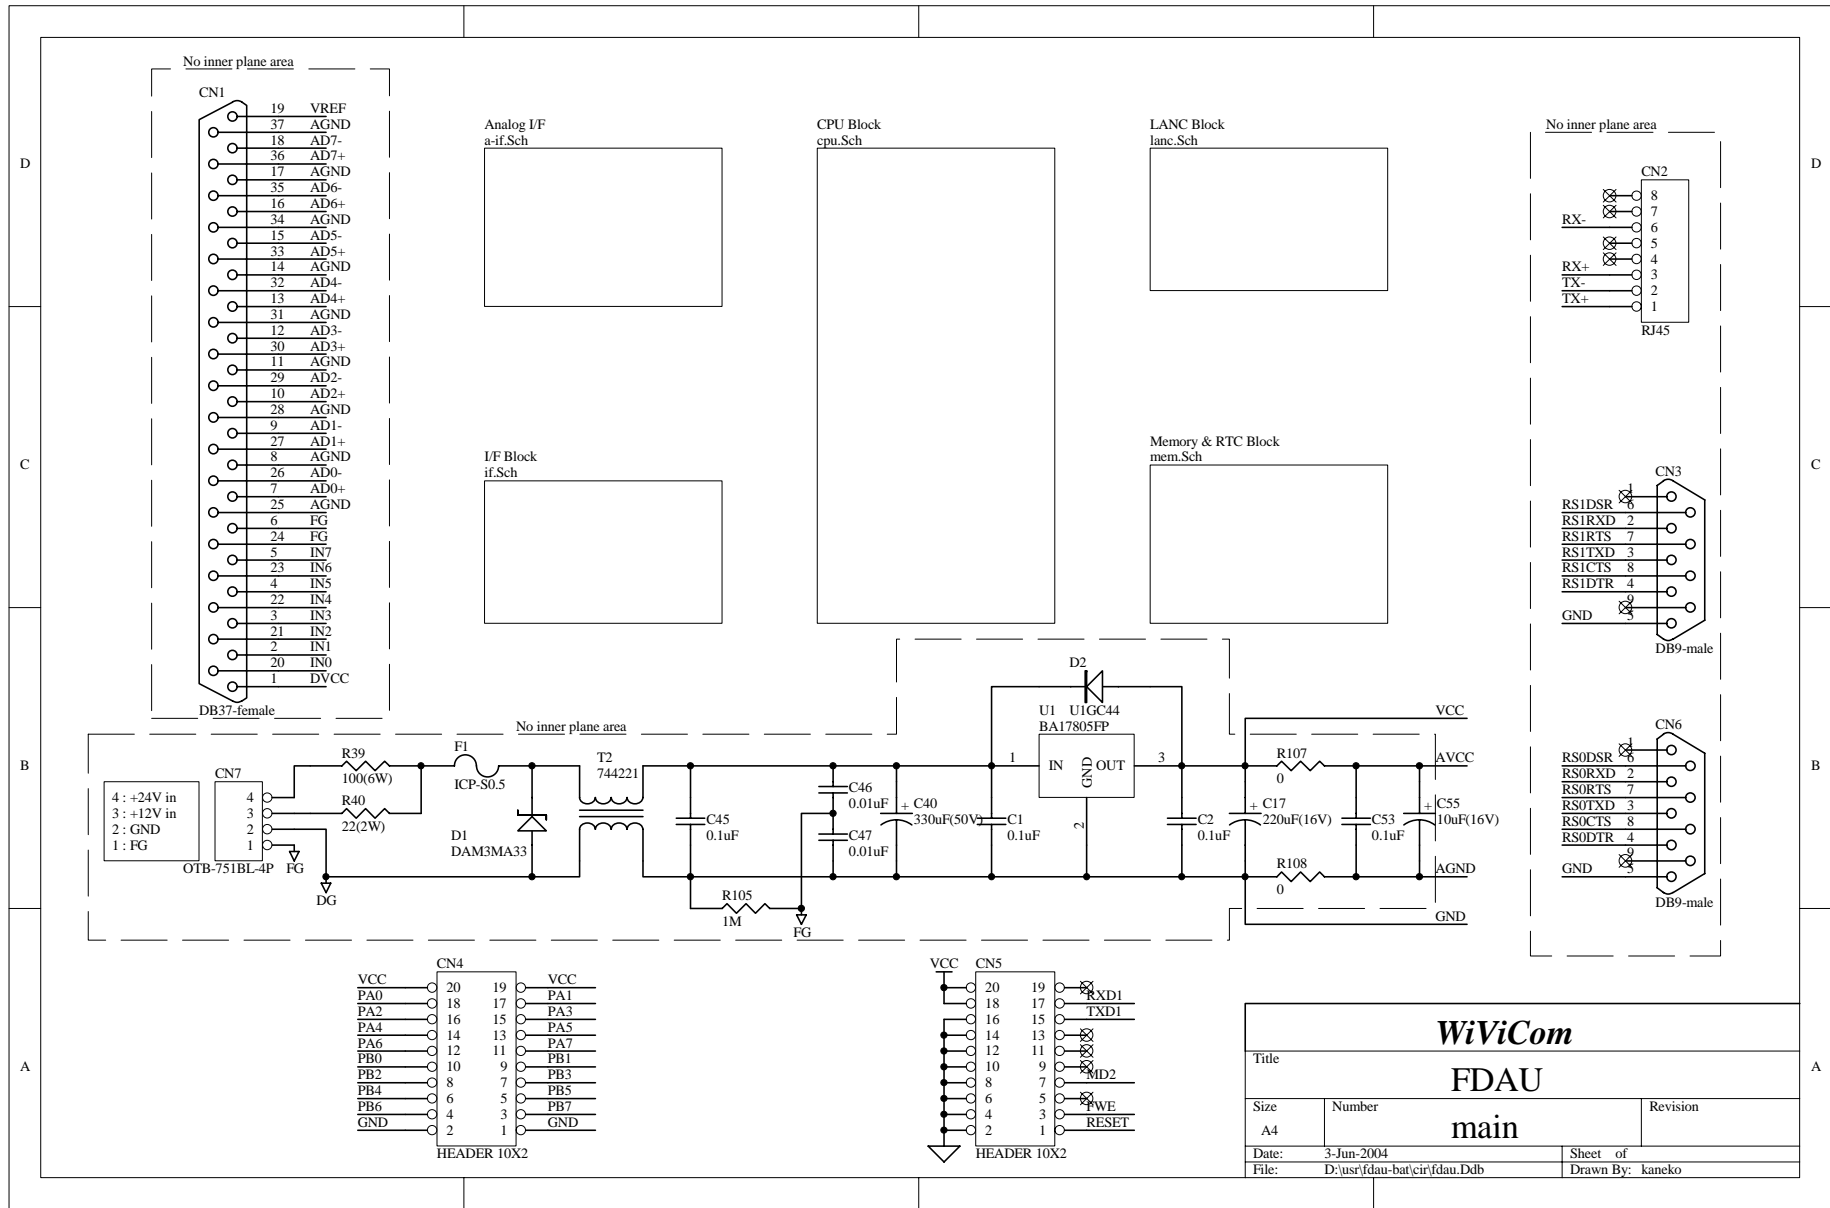 No inner plane area
CN1
19 VREF
37 AGND
18 AD7-
36 AD7+
17 AGND
35 AD6-
16 AD6+
34 AGND
15 AD5-
33 AD5+
14 AGND
32 AD4-
13 AD4+
31 AGND
12 AD3-
30 AD3+
11 AGND
29 AD2-
10 AD2+
28 AGND
9 AD1-
27 AD1+
8 AGND
26 AD0-
7 AD0+
25 AGND
6 FG
24 FG
5 IN7
23 IN6
4 IN5
22 IN4
3 IN3
21 IN2
2 IN1
20 IN0
1 DVCC
DB37-female
Analog I/F
a-if.Sch
CPU Block
cpu.Sch
LANC Block
lanc.Sch
I/F Block
if.Sch
Memory & RTC Block
mem.Sch
No inner plane area
CN2
8
7
RX- 6
5
4
RX+ 3
TX- 2
TX+ 1
RJ45
CN3
1
RS1DSR 6
RS1RXD 2
RS1RTS 7
RS1TXD 3
RS1CTS 8
RS1DTR 4
9
GND 5
DB9-male
CN6
1
RS0DSR 6
RS0RXD 2
RS0RTS 7
RS0TXD 3
RS0CTS 8
RS0DTR 4
9
GND 5
DB9-male
No inner plane area
4 : +24V in
3 : +12V in
2 : GND
1 : FG
CN7
4
3
2
1
OTB-751BL-4P
FG
DG
R39
100(6W)
R40
22(2W)
F1
ICP-S0.5
D1
DAM3MA33
T2
744221
C45
0.1uF
R105
1M
FG
C46
0.01uF
C47
0.01uF
+ C40
330uF(50V)
C1
0.1uF
D2
U1GC44
U1
BA17805FP
1 IN GND OUT 3
2
C2
0.1uF
+ C17
220uF(16V)
R107
0
R108
0
C53
0.1uF
+ C55
10uF(16V)
VCC
AVCC
AGND
GND
CN4
VCC 20 19 VCC
PA0 18 17 PA1
PA2 16 15 PA3
PA4 14 13 PA5
PA6 12 11 PA7
PB0 10 9 PB1
PB2 8 7 PB3
PB4 6 5 PB5
PB6 4 3 PB7
GND 2 1 GND
HEADER 10X2
VCC CN5
20 19
18 17 RXD1
16 15 TXD1
14 13
12 11
10 9
8 7 MD2
6 5
4 3 FWE
2 1 RESET
HEADER 10X2
WiViCom
Title
FDAU
Size Number Revision
A4 main
Date: 3-Jun-2004 Sheet of
File: D:\usr\fdau-bat\cir\fdau.Ddb Drawn By: kaneko
D
C
B
A
D
C
B
A